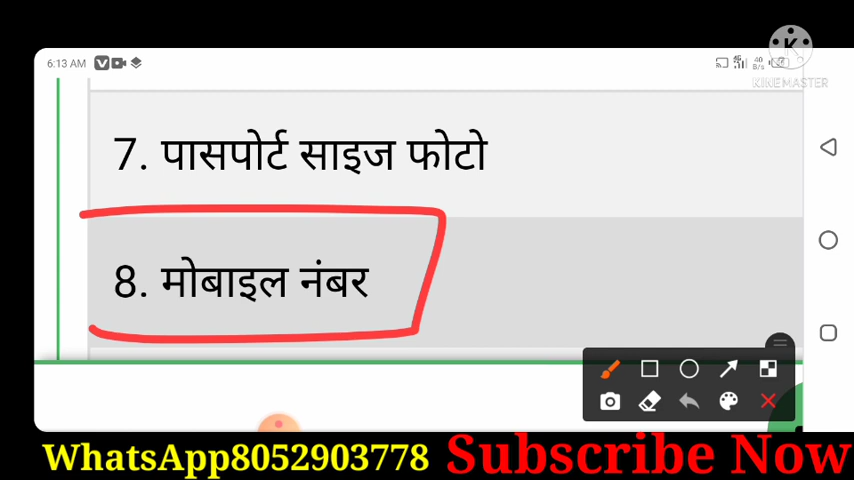 6:13 AM
K
KINEMASTER
7. पासपोर्ट साइज फोटो
8. मोबाइल नंबर
WhatsApp8052903778 Subscribe Now